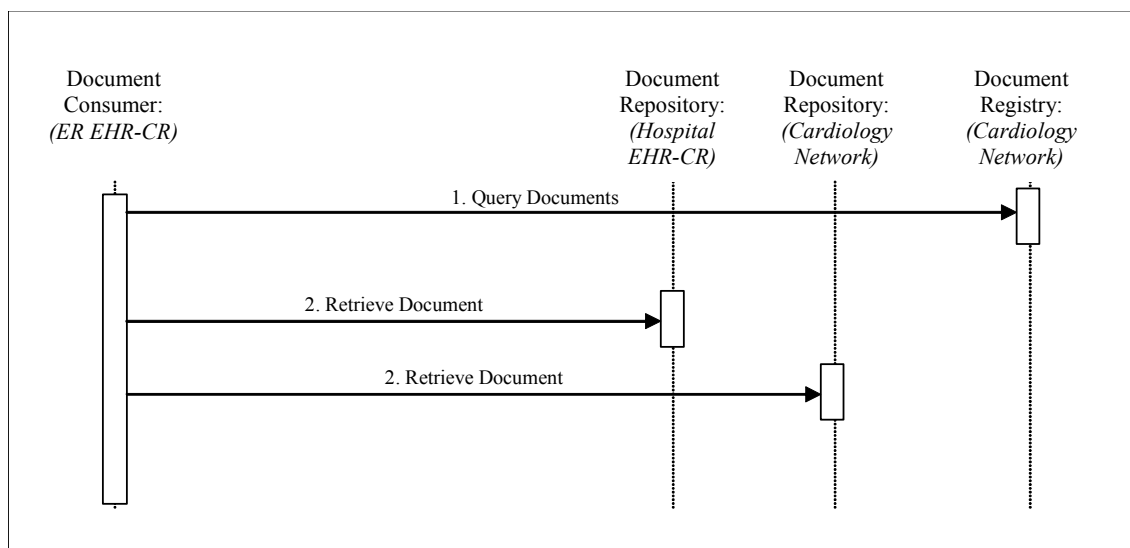 Document
Consumer:
(ER EHR-CR)
Document
Repository:
(Hospital
EHR-CR)
Document
Repository:
(Cardiology
Network)
Document
Registry:
(Cardiology
Network)
1. Query Documents
2. Retrieve Document
2. Retrieve Document